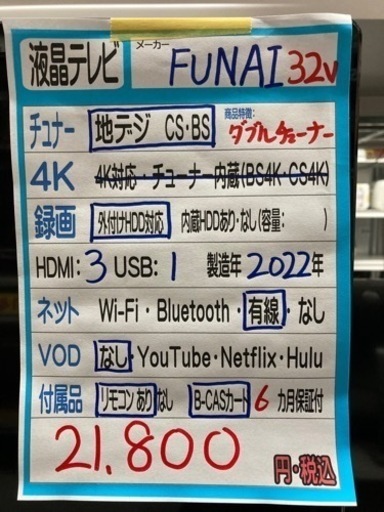 液晶テレビ メーカー FUNAI 32v
チュナー 地デジ CS・BS 商品特徴: ダブルチューナー
4K 4K対応・チューナー内蔵(BS4K・CS4K)
録画 外付けHDD対応 内蔵HDDあり・なし(容量: )
HDMI: 3 USB: 1 製造年 2022年
ネット Wi-Fi・Bluetooth・有線・なし
VOD なし・YouTube・Netflix・Hulu
付属品 リモコン あり なし B-CASカード 6 カ月保証付
21.800 円・税込